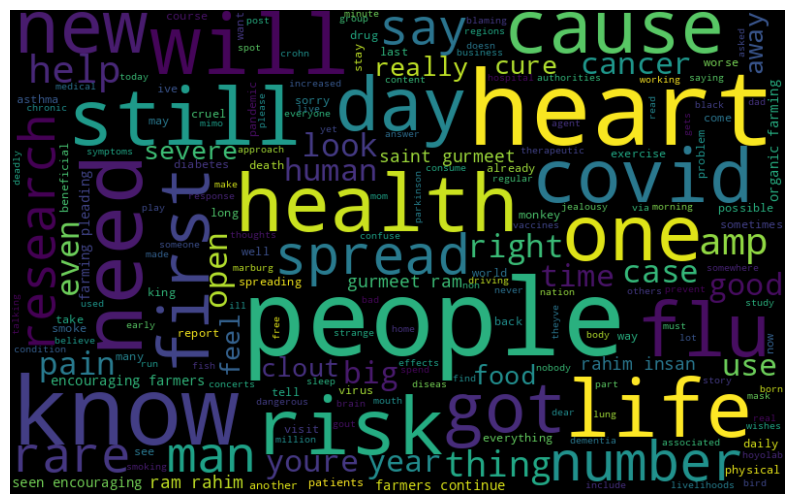 new
will
say
cause
course
post
group
minute
spot
want
blaming
regions
drug
stay
last
business
doesn
worse
asked
away
help
today
medical
really
cure
cancer
content
hospital
authorities
working
saying
asthma
chronic
ive
live
increased
sorry
please
everyone
pandemic
still
day
heart
cruel
mimo
may
yet
answer
agent
read
black
come
gets
dad
deadly
symptoms
severe
approach
look
saint gurmeet
therapeutic
exercise
problem
organic farming
research
beneficial
diabetes
death
consume
already
regular
human
response
make
mom
monkey
jealousy
via
morning
possible
covid
need
even
farming pleading
play
someone
made
first
long
thoughts
well
health
parkinson
confuse
vaccines
sometimes
open
marburg
spreading
spread
right
one
amp
king
used
take
early
believe
smoke
report
world
gurmeet ram
driving
never
nation
time
case
somewhere
others
prevent
good
study
talking
condition
run
many
pain
fish
feel
ill
free
bad
strange
home
people
back
body
theyve
way
flu
must
lot
now
encouraging farmers
concerts
clout
big
effects
spend
sleep
diseas
find
food
nobody
rahim insan
part
story
born
use
know
see
smoking
tell
virus
dangerous
brain
mouth
gout
risk
got
dear
lung
life
mask
real
wishes
rare
man
visit
million
youre
year
everything
thing
dementia
associated
number
daily
hoyolab
physical
seen encouraging
ram rahim
another
patients
farmers continue
include
livelihoods
bird